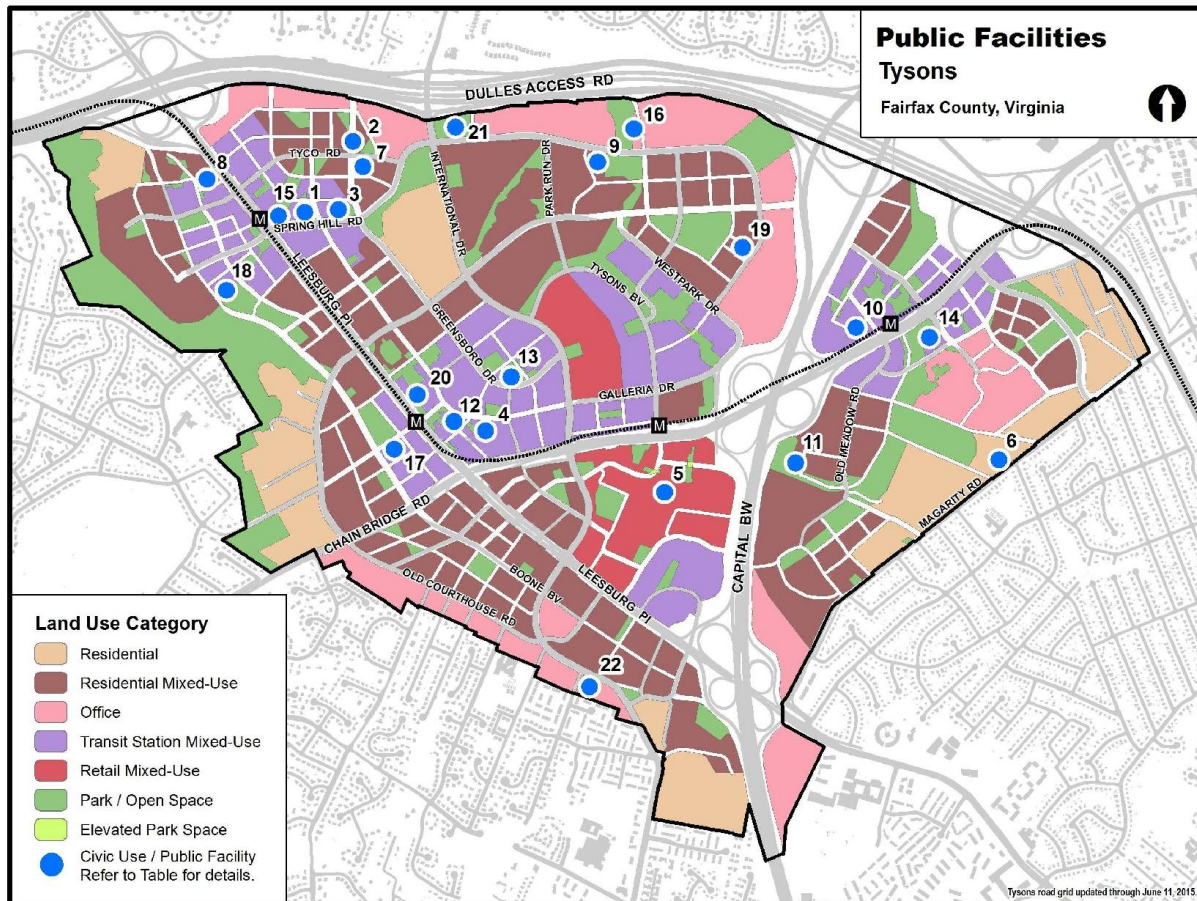 Public Facilities
Tysons
Fairfax County, Virginia
DULLES ACCESS RD
16
2
21
TYCO RD
7
9
8
INTERNATIONAL DR
PARK RUN DR
15
1
3
M
SPRING HILL RD
19
18
LEESBURG PI
TYSONS BV
WESTPARK DR
GREENSBORO DR
10
M
14
13
20
GALLERIA DR
12
4
M
M
OLD MEADOW RD
17
5
11
6
MAGARITY RD
CHAIN BRIDGE RD
CAPITAL BW
OLD COURTHOUSE RD
BOONE BV
LEESBURG PI
22
Land Use Category
Residential
Residential Mixed-Use
Office
Transit Station Mixed-Use
Retail Mixed-Use
Park / Open Space
Elevated Park Space
Civic Use / Public Facility
Refer to Table for details.
Tysons road grid updated through June 11, 2015.